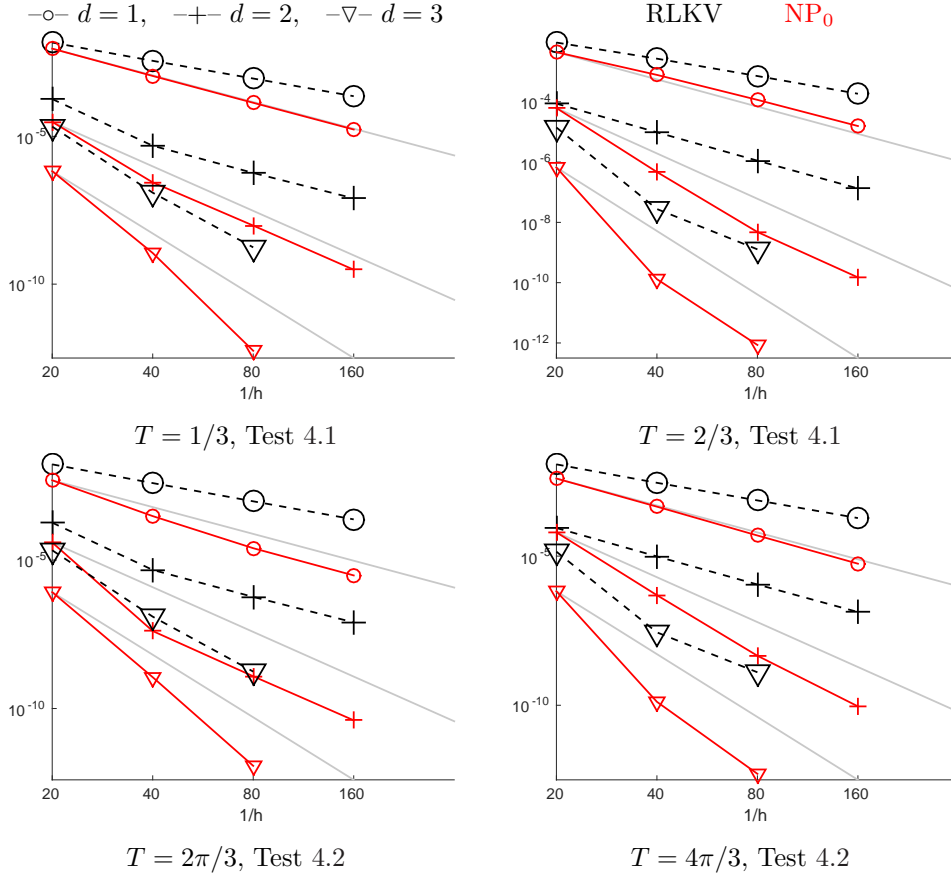 d = 1, d = 2, d = 3 RLKV NP₀
10⁻⁵
10⁻¹⁰
20 40 80 160
1/h
T = 1/3, Test 4.1
10⁻⁴
10⁻⁶
10⁻⁸
10⁻¹⁰
10⁻¹²
20 40 80 160
1/h
T = 2/3, Test 4.1
10⁻⁵
10⁻¹⁰
20 40 80 160
1/h
T = 2π/3, Test 4.2
10⁻⁵
10⁻¹⁰
20 40 80 160
1/h
T = 4π/3, Test 4.2